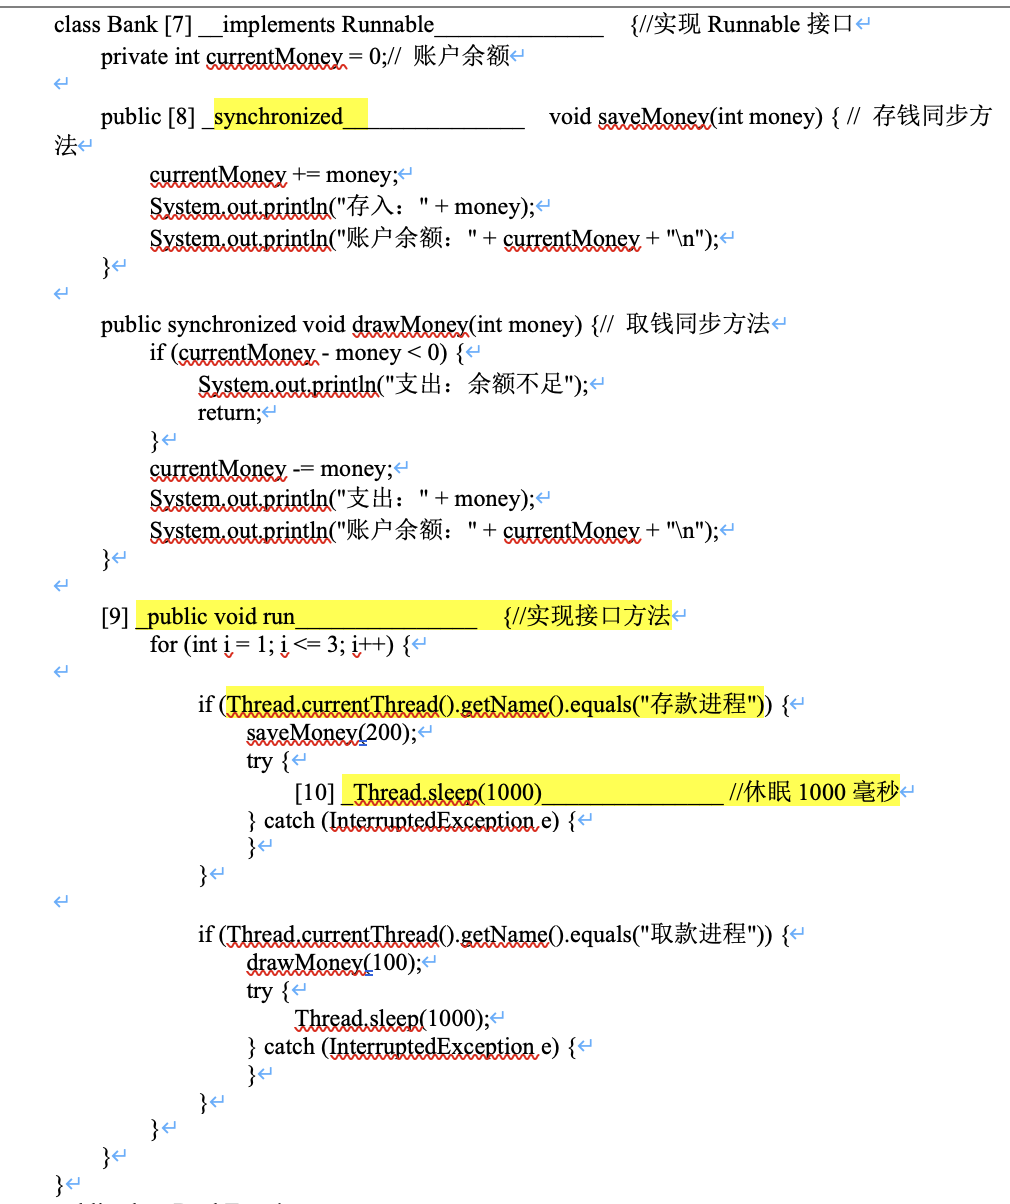 class Bank [7] __implements Runnable_______________ {//实现 Runnable 接口
private int currentMoney = 0;// 账户余额
public [8] _synchronized________________ void saveMoney(int money) { // 存钱同步方
法
currentMoney += money;
System.out.println("存入：" + money);
System.out.println("账户余额：" + currentMoney + "\n");
}
public synchronized void drawMoney(int money) {// 取钱同步方法
if (currentMoney - money < 0) {
System.out.println("支出：余额不足");
return;
}
currentMoney -= money;
System.out.println("支出：" + money);
System.out.println("账户余额：" + currentMoney + "\n");
}
[9] _public void run________________ {//实现接口方法
for (int i = 1; i <= 3; i++) {
if (Thread.currentThread().getName().equals("存款进程")) {
saveMoney(200);
try {
[10] _Thread.sleep(1000)________________ //休眠 1000 毫秒
} catch (InterruptedException e) {
}
}
if (Thread.currentThread().getName().equals("取款进程")) {
drawMoney(100);
try {
Thread.sleep(1000);
} catch (InterruptedException e) {
}
}
}
}
}